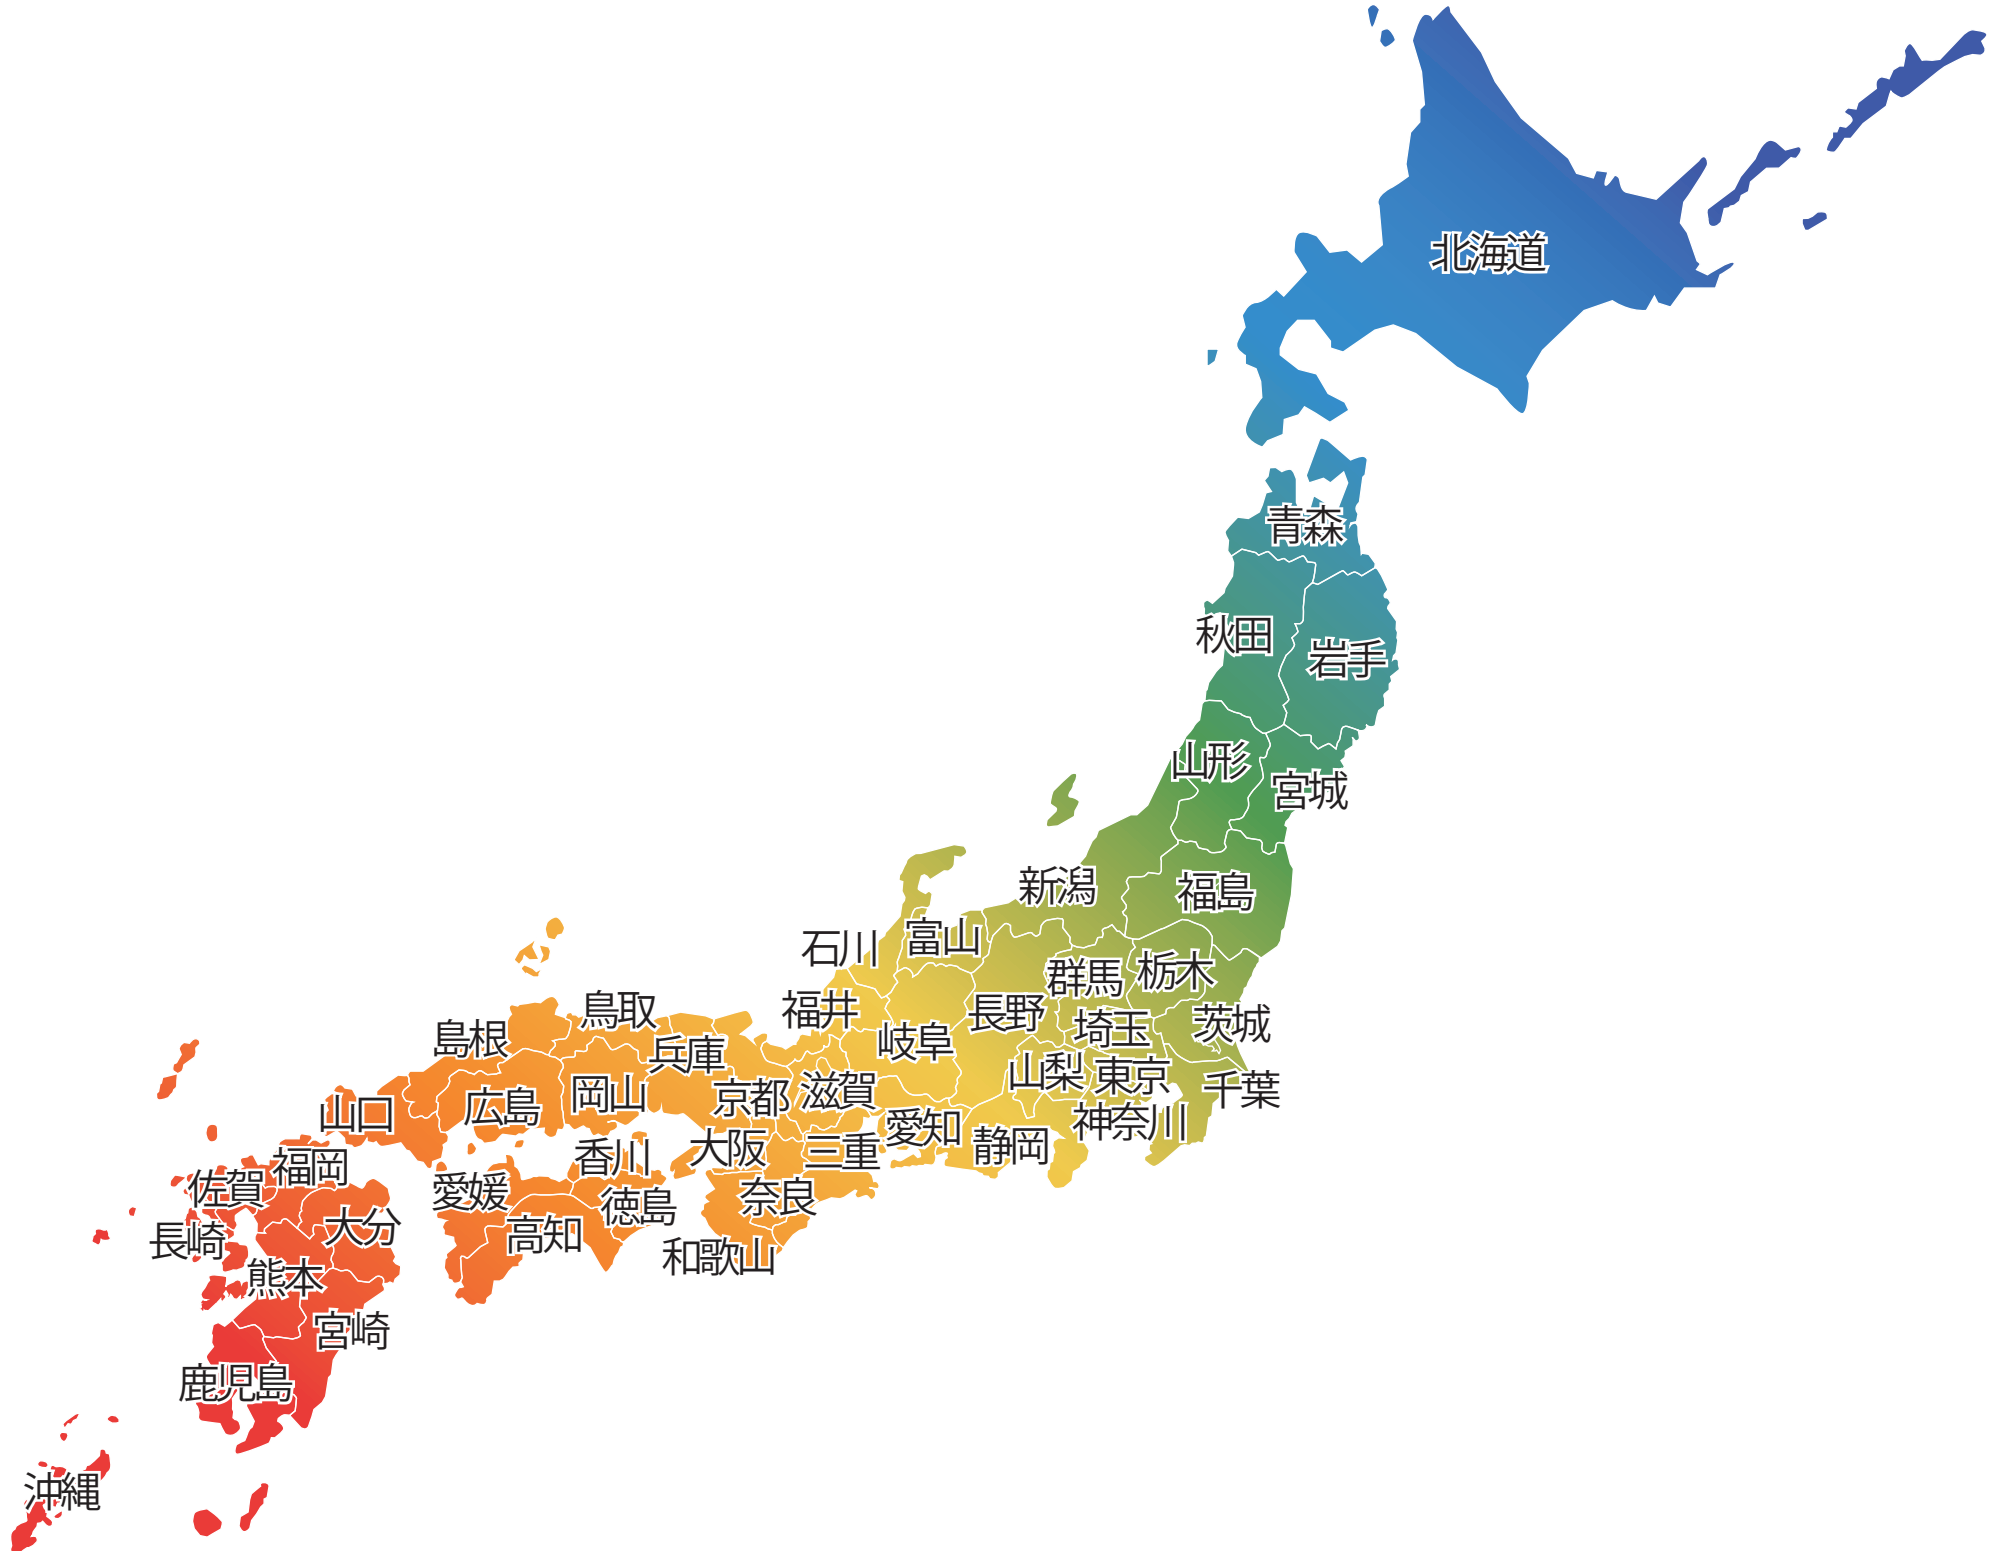 北海道
青森
秋田
岩手
山形
宮城
新潟
福島
石川
富山
群馬
栃木
福井
長野
茨城
岐阜
埼玉
鳥取
島根
兵庫
山梨
東京
千葉
京都
滋賀
岡山
広島
山口
愛知
静岡
神奈川
大阪
三重
香川
福岡
佐賀
愛媛
徳島
奈良
高知
大分
長崎
和歌山
熊本
宮崎
鹿児島
沖縄